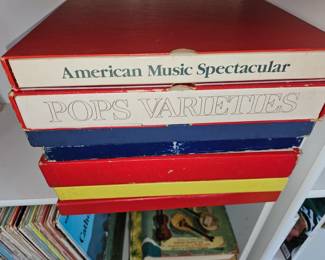 American Music Spectacular
POPS VARIETIES